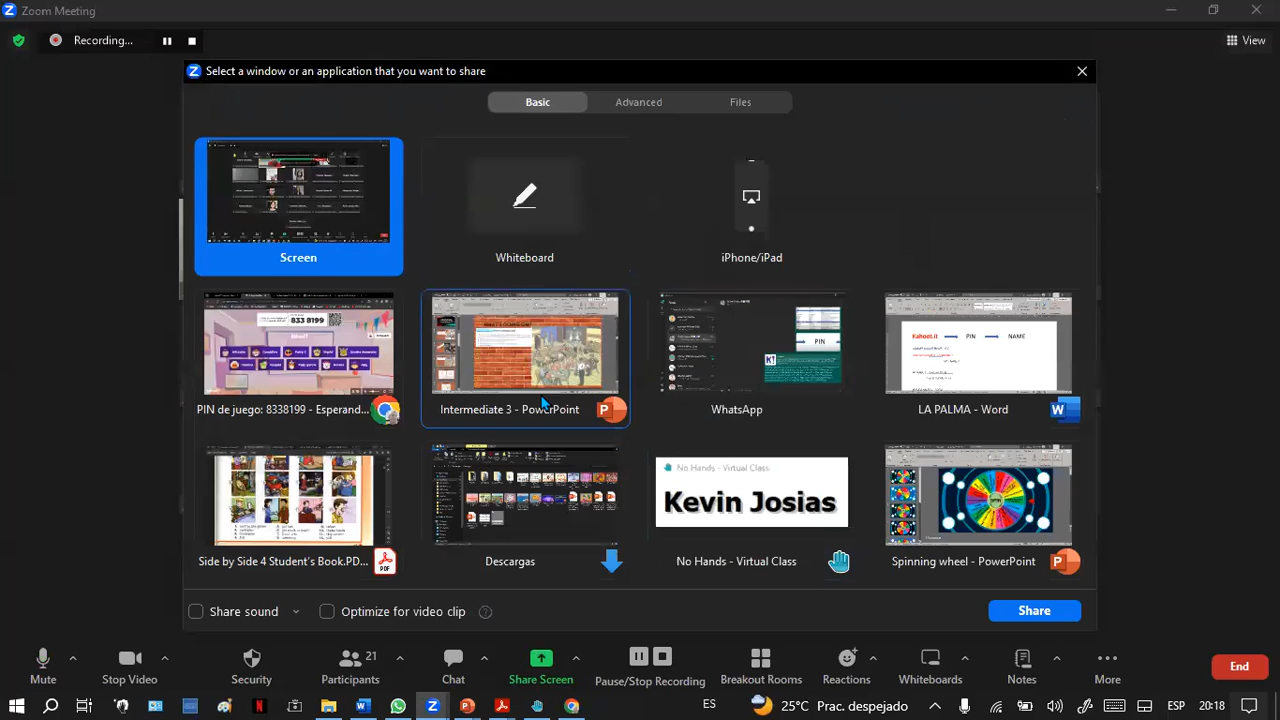 Zoom Meeting
Recording...
View
Select a window or an application that you want to share
Basic
Advanced
Files
Screen
Whiteboard
iPhone/iPad
833 8199
PIN
Kahoot.it
PIN
NAME
PIN de juego: 8338199 - Esperand...
Intermediate 3 - PowerPoint
WhatsApp
LA PALMA - Word
No Hands - Virtual Class
Kevin Josias
Side by Side 4 Student's Book.PD...
Descargas
No Hands - Virtual Class
Spinning wheel - PowerPoint
Share sound
Optimize for video clip
Share
Mute
Stop Video
Security
21
Participants
Chat
Share Screen
Pause/Stop Recording
Breakout Rooms
Reactions
Whiteboards
Notes
More
End
ES
25°C Prac. despejado
ESP
20:18